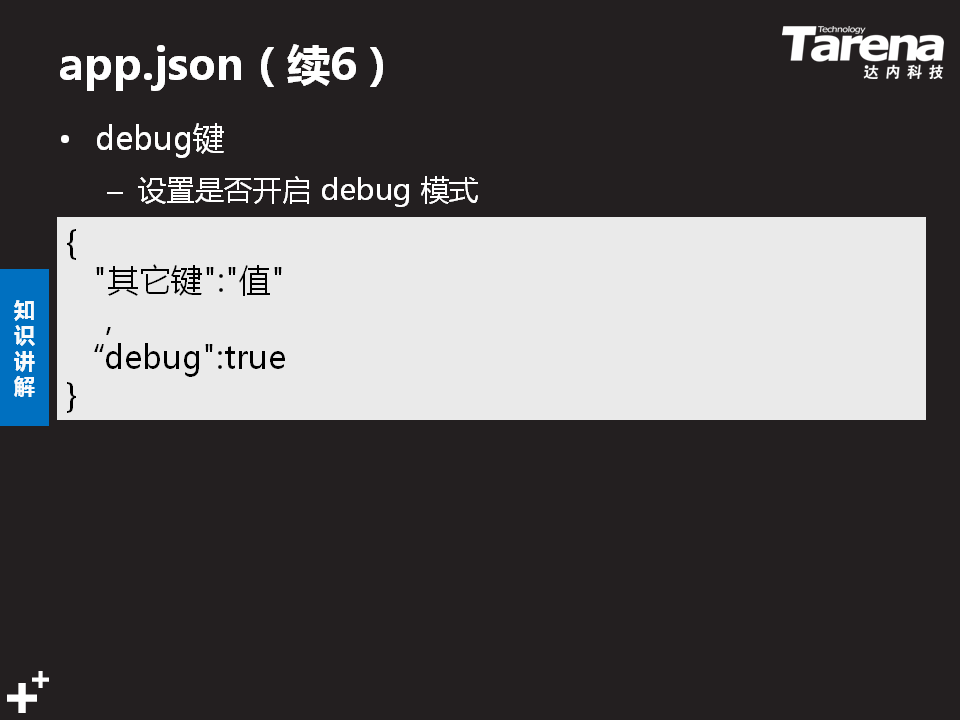 app.json（续6）
Technology
Tarena
达内科技
• debug键
– 设置是否开启 debug 模式
{
"其它键":"值"
,
“debug":true
}
知识讲解